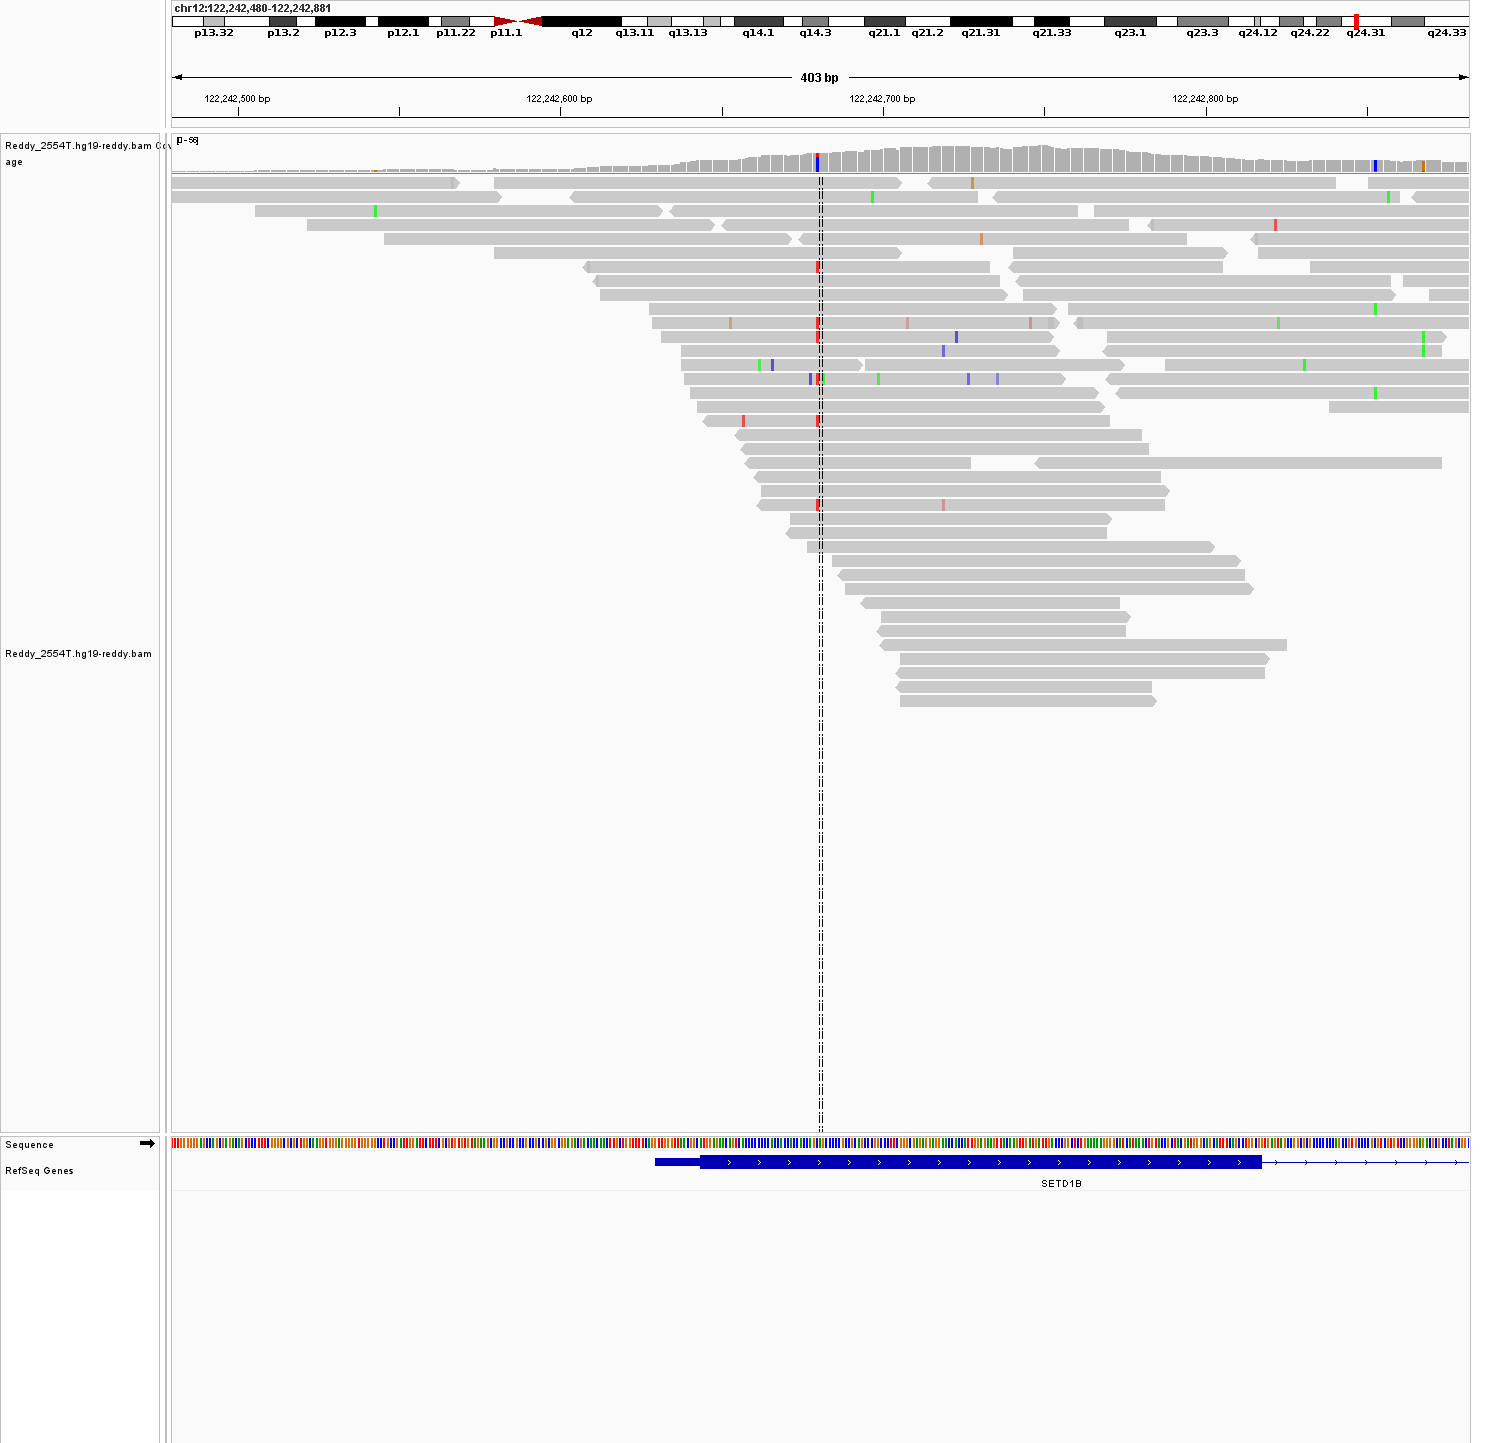 chr12:122,242,480-122,242,881
p13.32 p13.2 p12.3 p12.1 p11.22 p11.1 q12 q13.11 q13.13 q14.1 q14.3 q21.1 q21.2 q21.31 q21.33 q23.1 q23.3 q24.12 q24.22 q24.31 q24.33
403 bp
122,242,500 bp 122,242,600 bp 122,242,700 bp 122,242,800 bp
Reddy_2554T.hg19-reddy.bam Cov
age
[0-56]
Reddy_2554T.hg19-reddy.bam
Sequence
RefSeq Genes
SETD1B